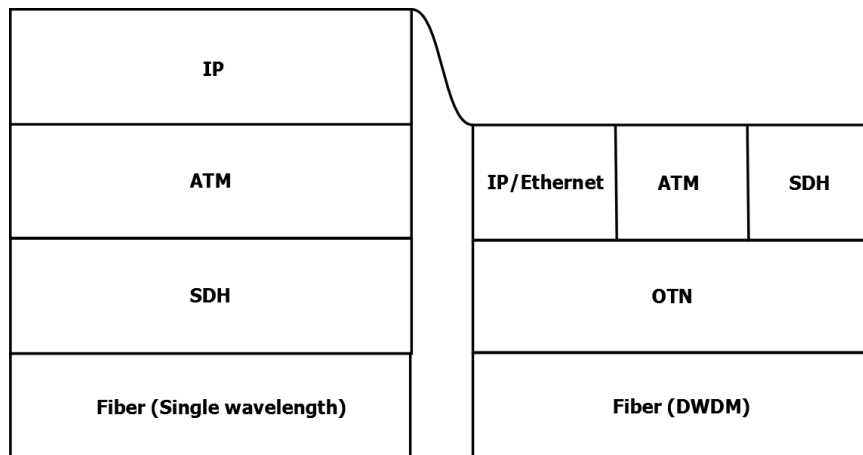 IP
ATM
SDH
Fiber (Single wavelength)
IP/Ethernet ATM SDH
OTN
Fiber (DWDM)